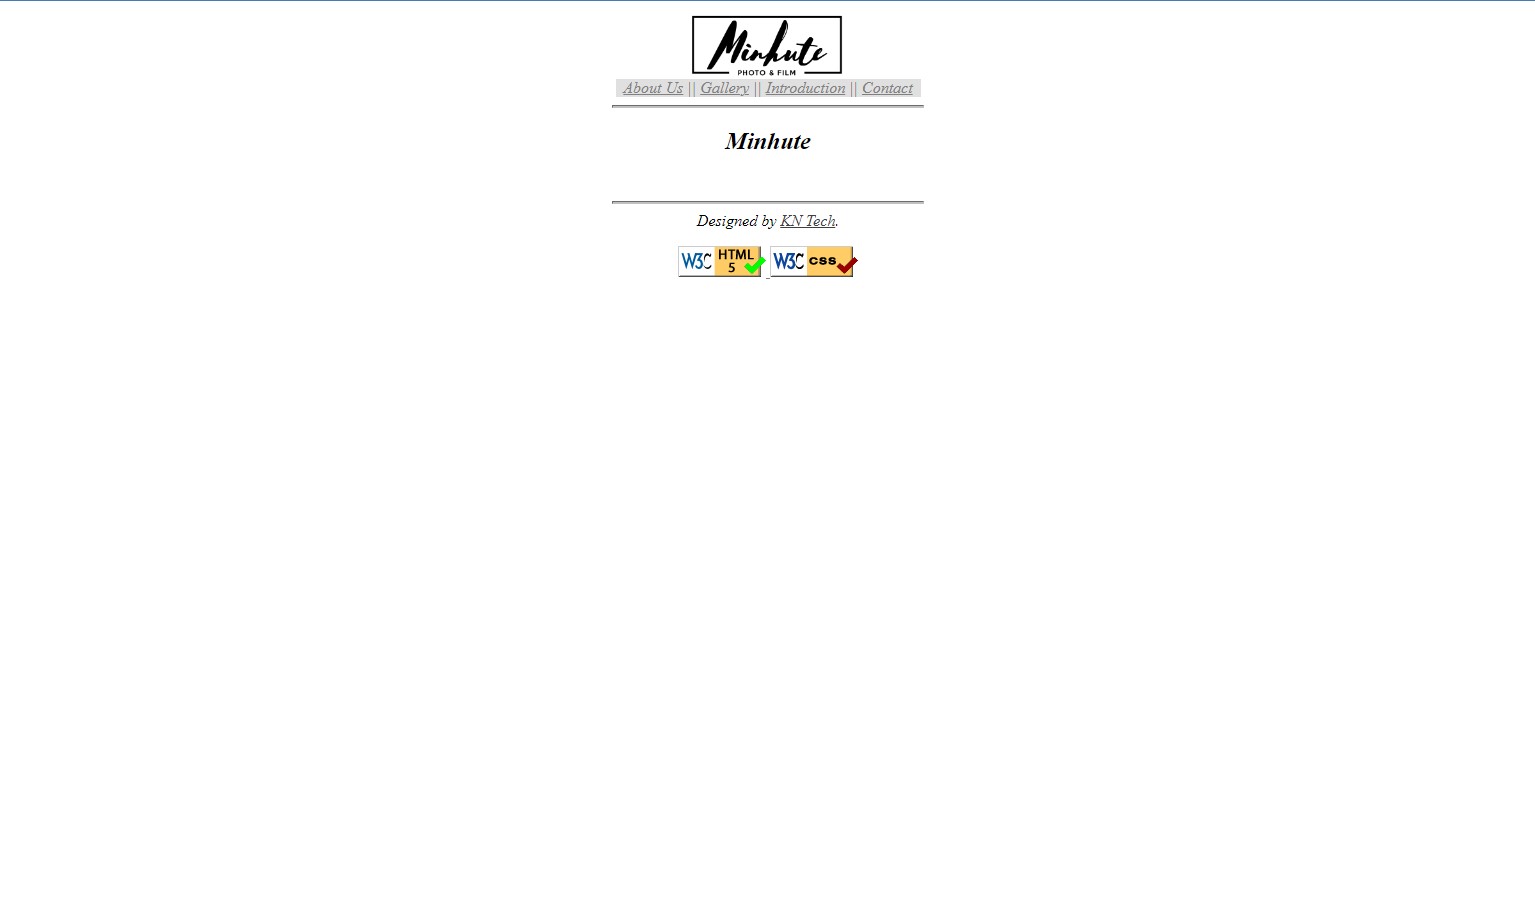 Minhute
PHOTO & FILM
About Us || Gallery || Introduction || Contact
Minhute
Designed by KN Tech.
W3C HTML 5 W3C css